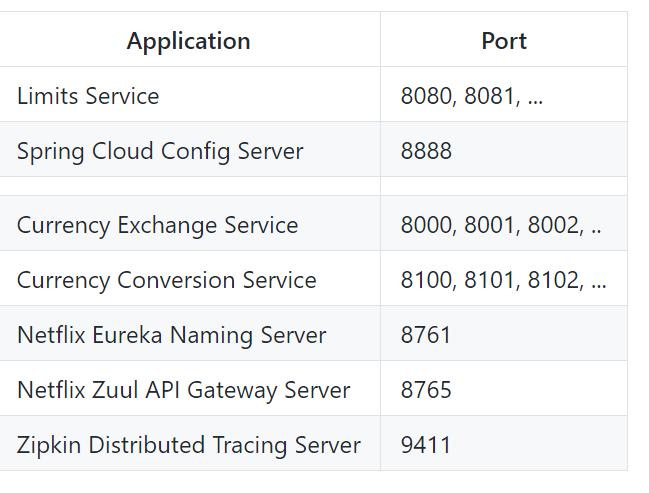 Application Port
Limits Service 8080, 8081, ...
Spring Cloud Config Server 8888
Currency Exchange Service 8000, 8001, 8002, ..
Currency Conversion Service 8100, 8101, 8102, ...
Netflix Eureka Naming Server 8761
Netflix Zuul API Gateway Server 8765
Zipkin Distributed Tracing Server 9411